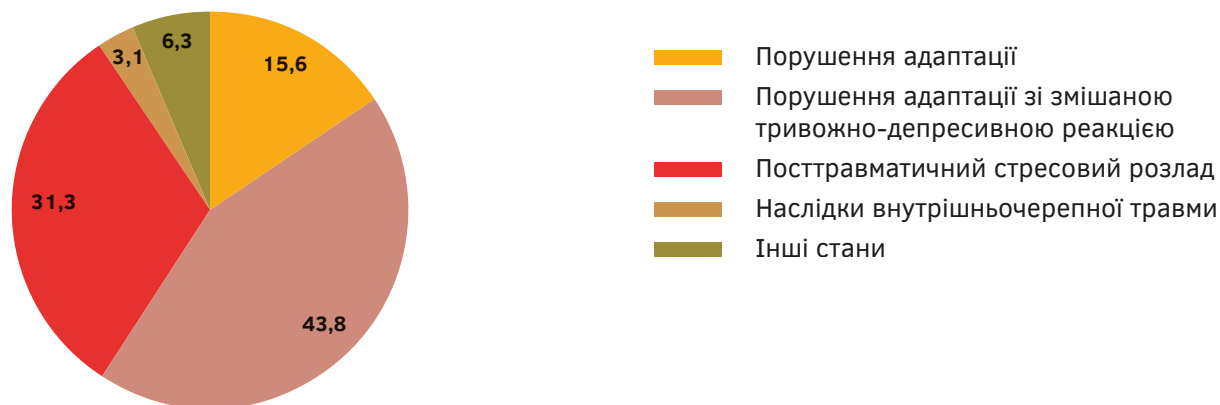 6,3
3,1
15,6
31,3
43,8
Порушення адаптації
Порушення адаптації зі змішаною
тривожно-депресивною реакцією
Посттравматичний стресовий розлад
Наслідки внутрішньочерепної травми
Інші стани